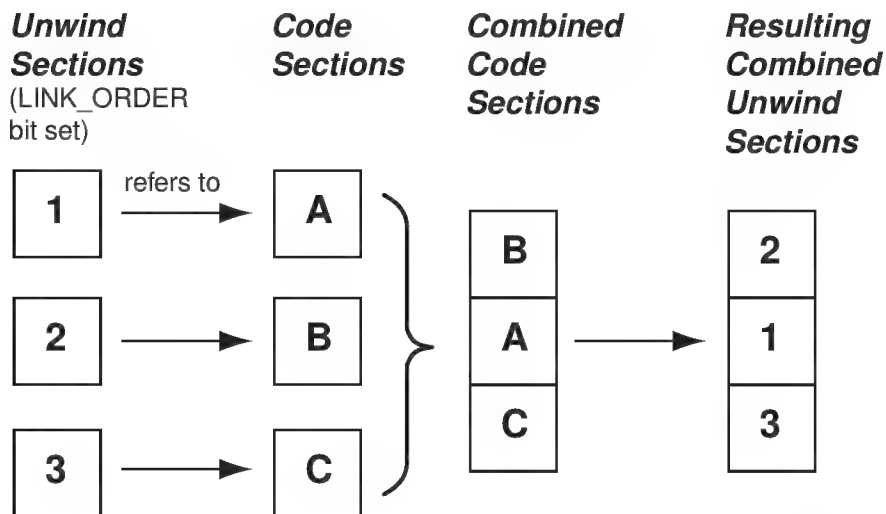 Unwind
Sections
(LINK_ORDER
bit set)
Code
Sections
Combined
Code
Sections
Resulting
Combined
Unwind
Sections
1
refers to
A
2
B
3
C
B
A
C
2
1
3